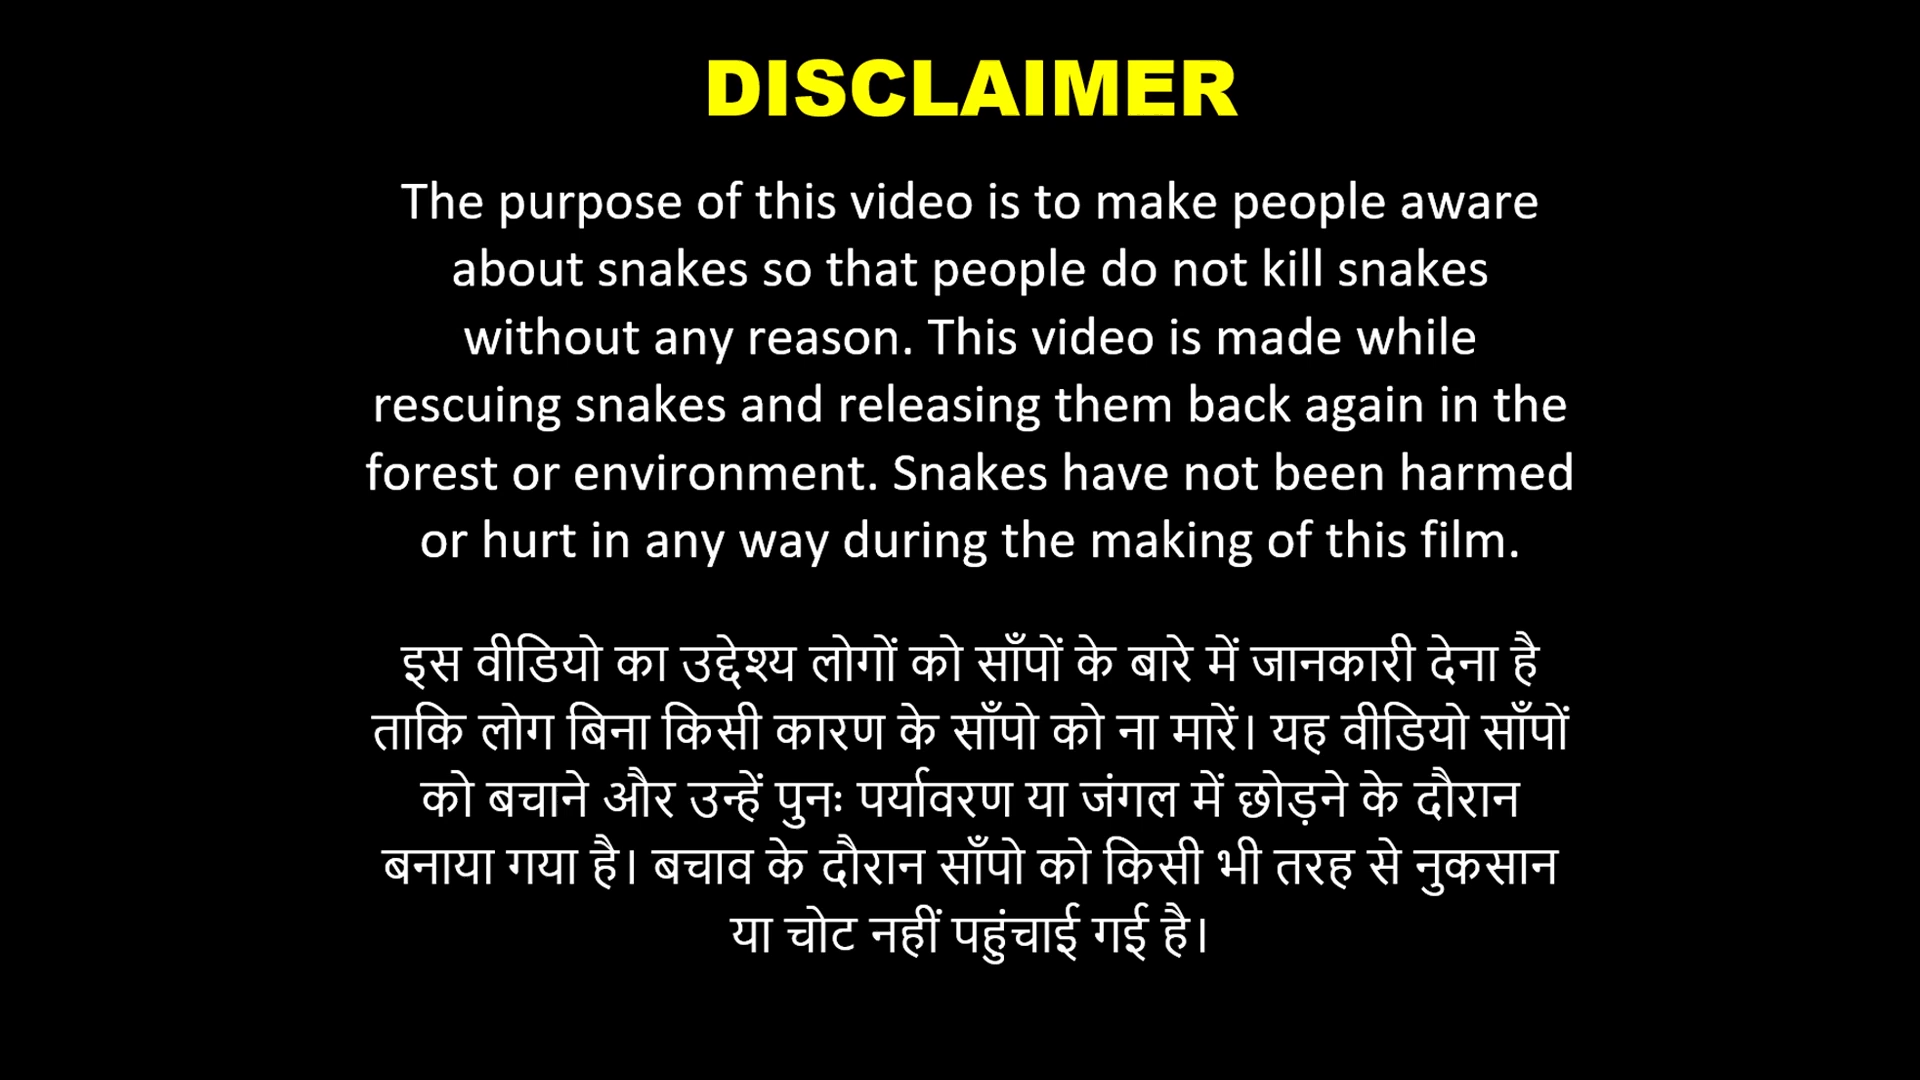 DISCLAIMER
The purpose of this video is to make people aware
about snakes so that people do not kill snakes
without any reason. This video is made while
rescuing snakes and releasing them back again in the
forest or environment. Snakes have not been harmed
or hurt in any way during the making of this film.
इस वीडियो का उद्देश्य लोगों को साँपों के बारे में जानकारी देना है
ताकि लोग बिना किसी कारण के साँपो को ना मारें। यह वीडियो साँपों
को बचाने और उन्हें पुनः पर्यावरण या जंगल में छोड़ने के दौरान
बनाया गया है। बचाव के दौरान साँपो को किसी भी तरह से नुकसान
या चोट नहीं पहुंचाई गई है।